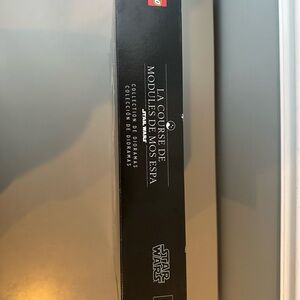 LA COURSE DE
MODULES DE MOS ESPA
STAR WARS
COLLECTION DE DIORAMAS
COLECCIÓN DE DIORAMAS
STAR
WARS